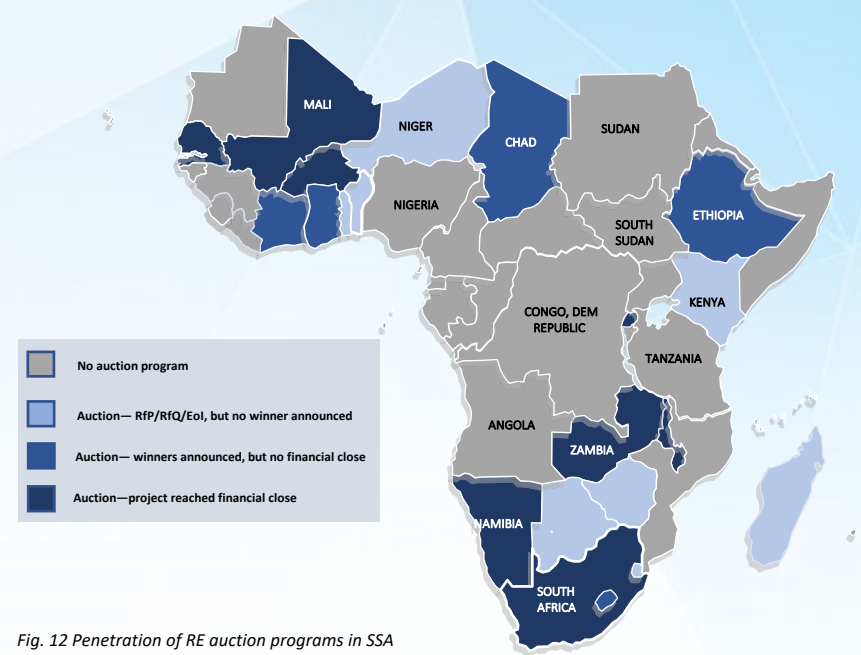 MALI
NIGER
CHAD
SUDAN
NIGERIA
SOUTH
SUDAN
ETHIOPIA
KENYA
CONGO, DEM
REPUBLIC
TANZANIA
No auction program
Auction— RfP/RfQ/EoI, but no winner announced
Auction— winners announced, but no financial close
Auction—project reached financial close
ANGOLA
ZAMBIA
NAMIBIA
SOUTH
AFRICA
Fig. 12 Penetration of RE auction programs in SSA